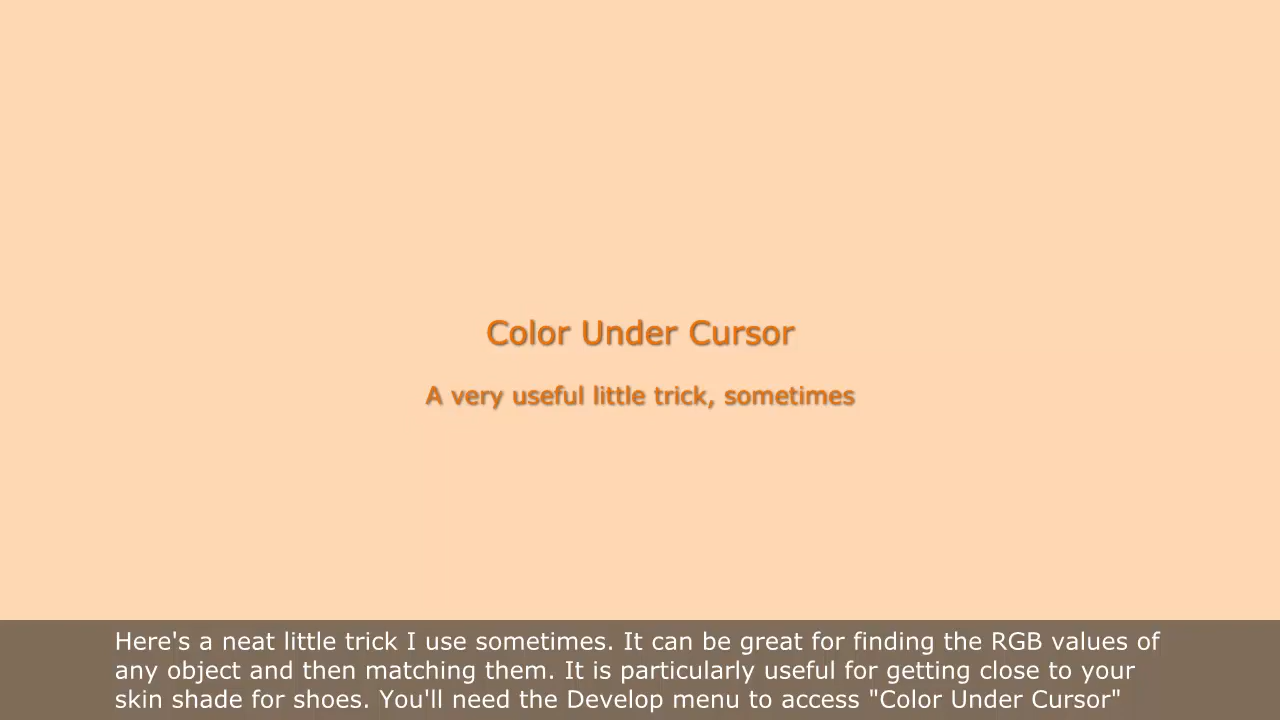 Color Under Cursor
A very useful little trick, sometimes
Here's a neat little trick I use sometimes. It can be great for finding the RGB values of
any object and then matching them. It is particularly useful for getting close to your
skin shade for shoes. You'll need the Develop menu to access "Color Under Cursor"